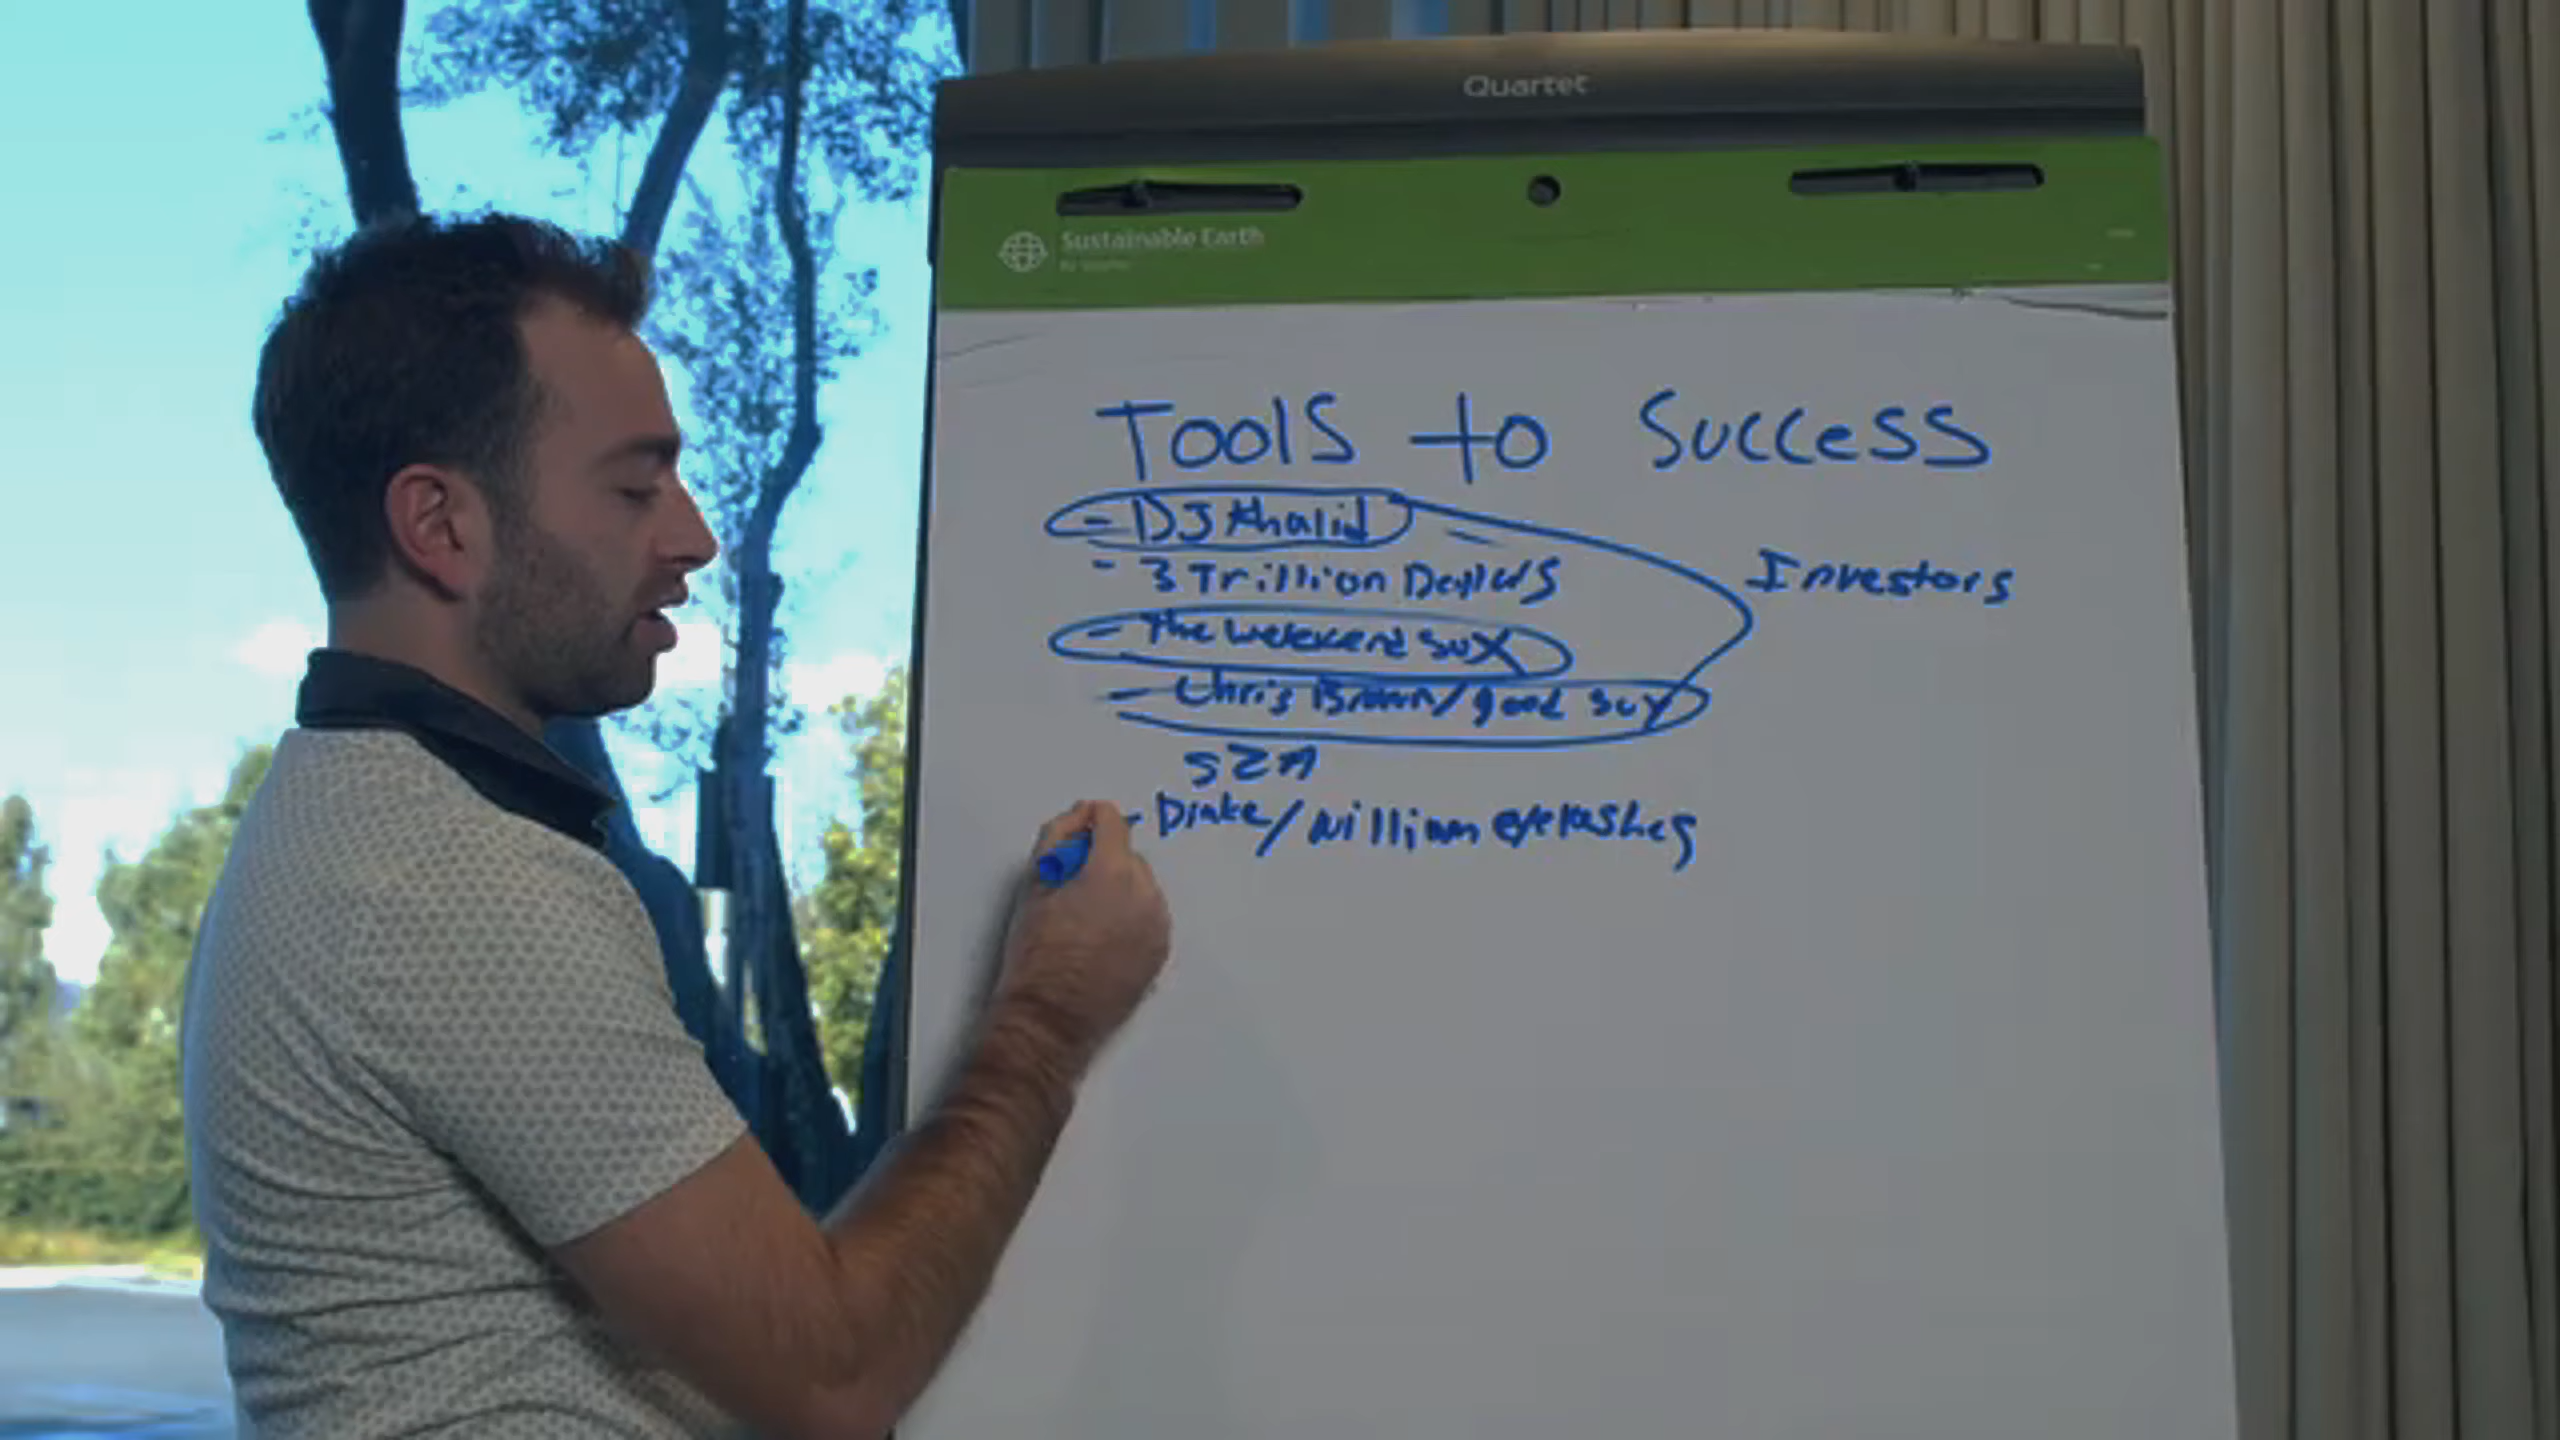 Quartet
Sustainable Earth
Tools to Success
- DJ Khalid
- 3 Trillion Dollars
Investors
- The weekend sux
- Chris Brown/good guy
SZA
- Drake/ William eyelashes